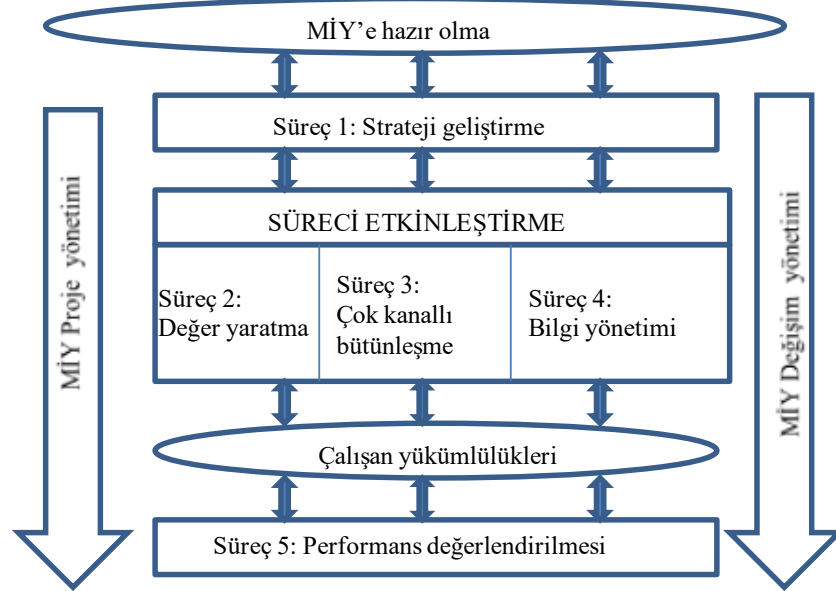 MİY’e hazır olma
Süreç 1: Strateji geliştirme
SÜRECİ ETKİNLEŞTİRME
Süreç 2:
Değer yaratma
Süreç 3:
Çok kanallı
bütünleşme
Süreç 4:
Bilgi yönetimi
Çalışan yükümlülükleri
Süreç 5: Performans değerlendirilmesi
MİY Proje yönetimi
MİY Değişim yönetimi